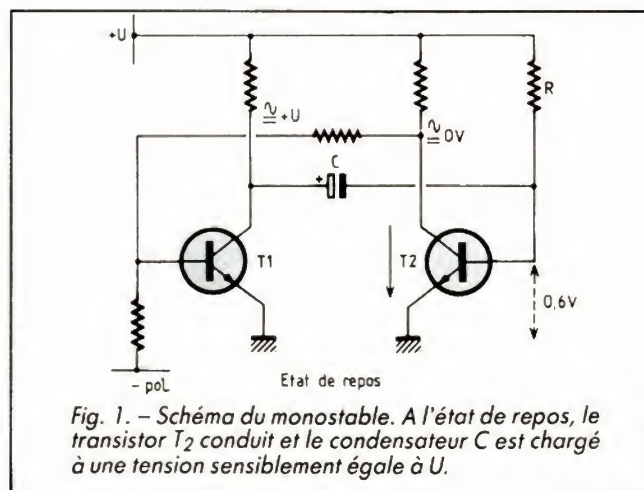 +U
R
≅ +U
≅ 0V
C
+
T1
T2
0,6V
- pol
Etat de repos
Fig. 1. – Schéma du monostable. A l'état de repos, le
transistor T2 conduit et le condensateur C est chargé
à une tension sensiblement égale à U.